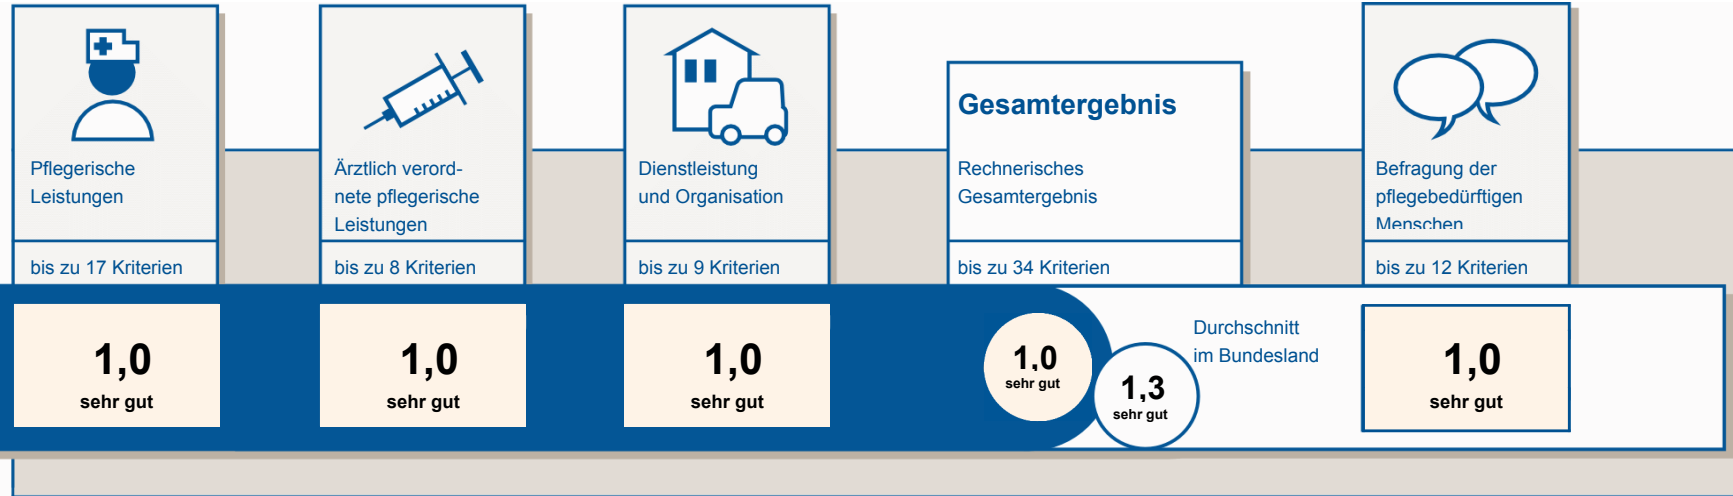 Pflegerische
Leistungen
bis zu 17 Kriterien
1,0
sehr gut
Ärztlich verord-
nete pflegerische
Leistungen
bis zu 8 Kriterien
1,0
sehr gut
Dienstleistung
und Organisation
bis zu 9 Kriterien
1,0
sehr gut
Gesamtergebnis
Rechnerisches
Gesamtergebnis
bis zu 34 Kriterien
1,0
sehr gut
1,3
sehr gut
Durchschnitt
im Bundesland
Befragung der
pflegebedürftigen
Menschen
bis zu 12 Kriterien
1,0
sehr gut